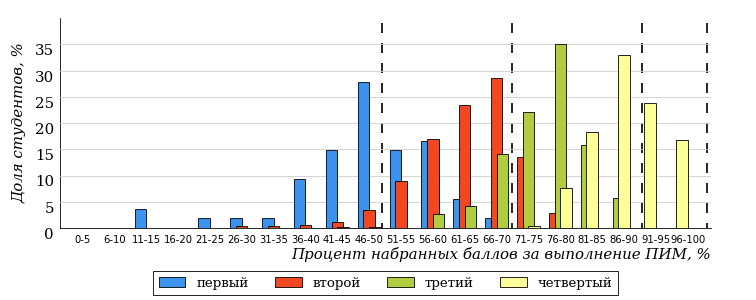 Доля студентов, %
35
30
25
20
15
10
5
0
0-5 6-10 11-15 16-20 21-25 26-30 31-35 36-40 41-45 46-50 51-55 56-60 61-65 66-70 71-75 76-80 81-85 86-90 91-95 96-100
Процент набранных баллов за выполнение ПИМ, %
первый второй третий четвертый